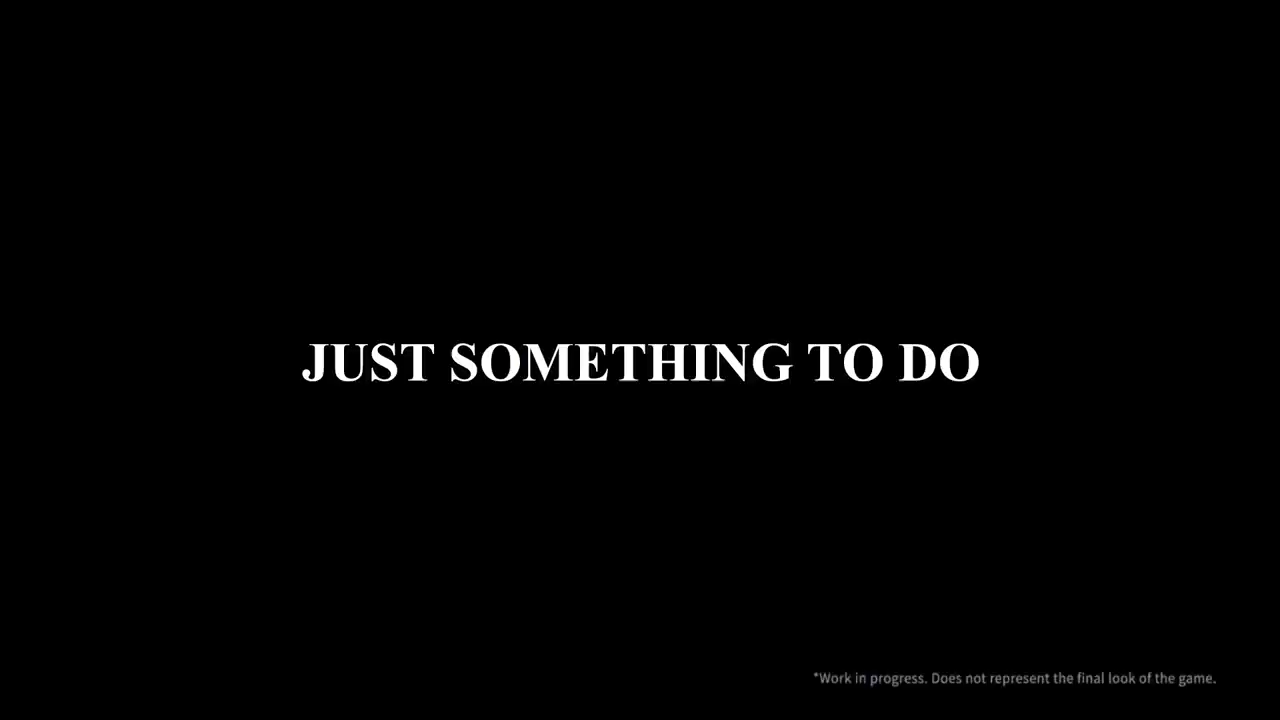 JUST SOMETHING TO DO
*Work in progress. Does not represent the final look of the game.